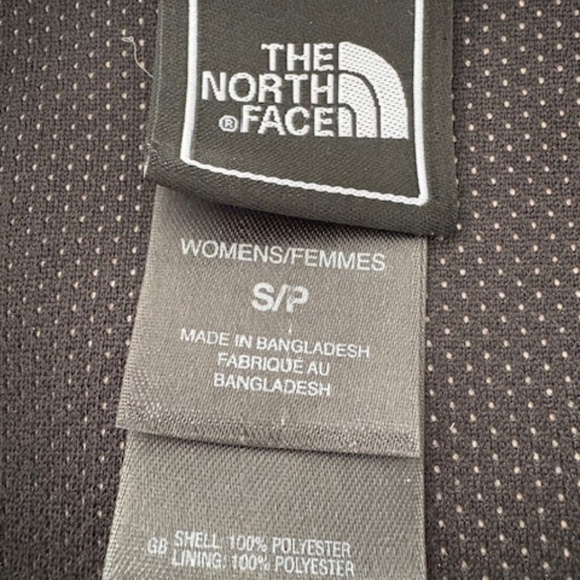 THE
NORTH
® FACE
WOMENS/FEMMES
S/P
MADE IN BANGLADESH
FABRIQUÉ AU
BANGLADESH
GB SHELL: 100% POLYESTER
LINING: 100% POLYESTER